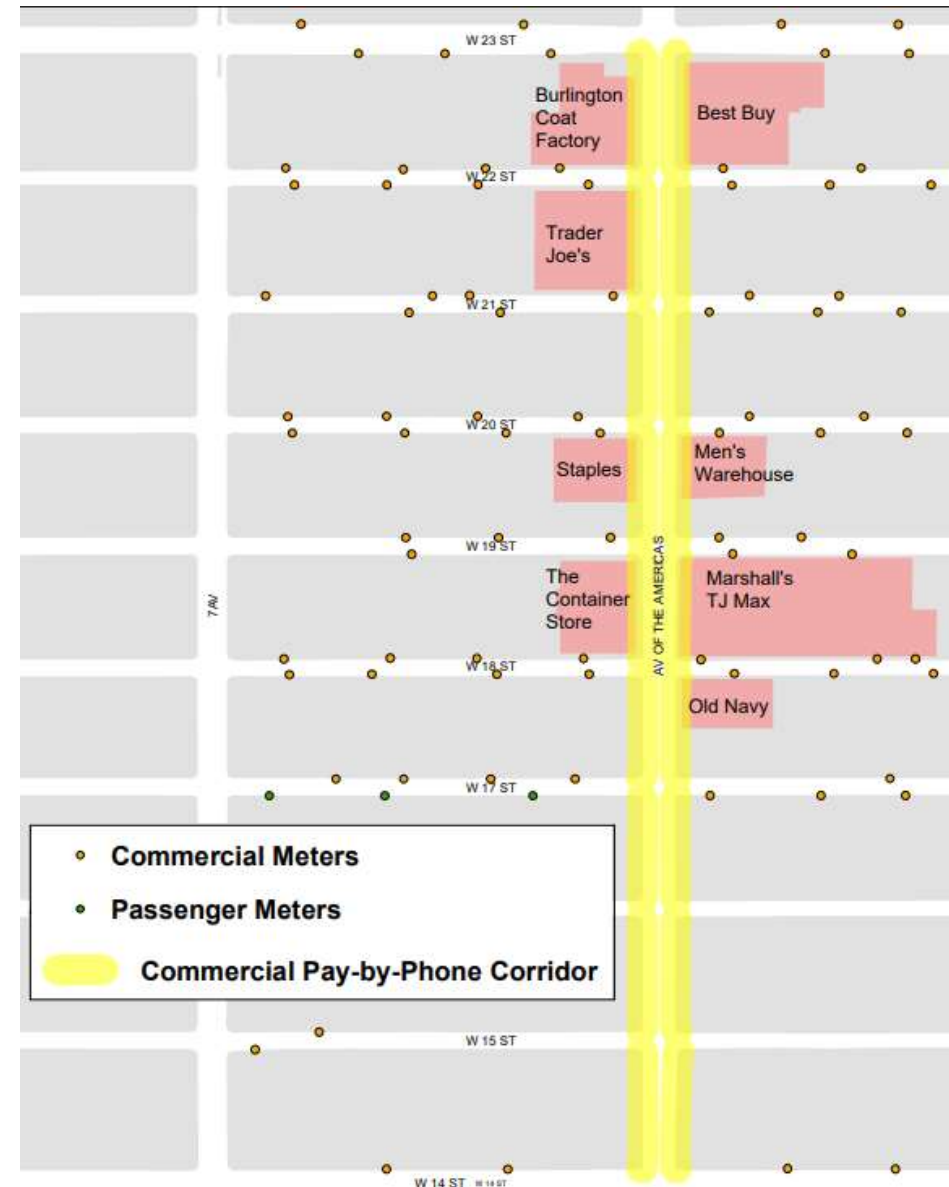 W 23 ST
Burlington
Coat
Factory
Best Buy
W 22 ST
Trader
Joe's
W 21 ST
W 20 ST
Staples
Men's
Warehouse
W 19 ST
The
Container
Store
Marshall's
TJ Max
7 AV
AV OF THE AMERICAS
W 18 ST
Old Navy
W 17 ST
Commercial Meters
Passenger Meters
Commercial Pay-by-Phone Corridor
W 15 ST
W 14 ST W 14 ST